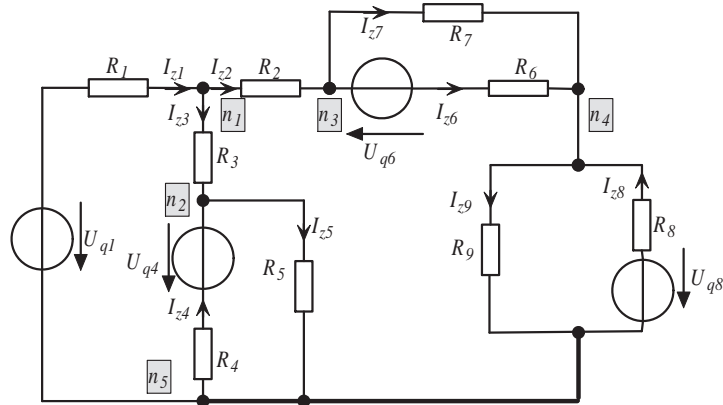 I_z7
R_7
R_1
I_z1
I_z2
R_2
R_6
n_1
n_3
I_z6
n_4
I_z3
U_q6
R_3
n_2
I_z9
I_z8
U_q1
U_q4
I_z5
R_9
R_8
R_5
U_q8
I_z4
R_4
n_5